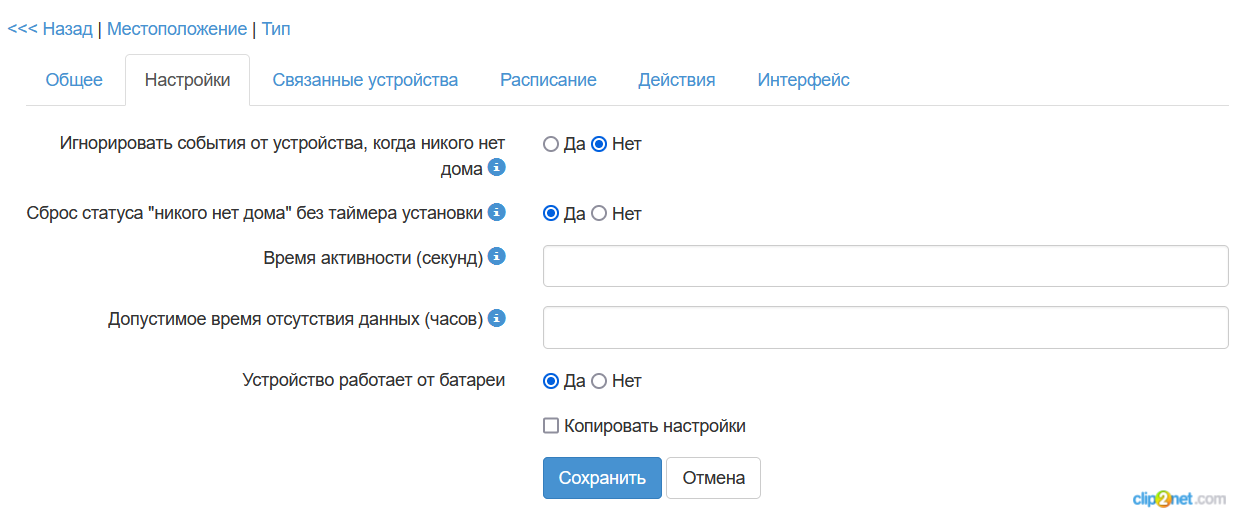 <<< Назад | Местоположение | Тип
Общее Настройки Связанные устройства Расписание Действия Интерфейс
Игнорировать события от устройства, когда никого нет
дома Да Нет
Сброс статуса "никого нет дома" без таймера установки Да Нет
Время активности (секунд)
Допустимое время отсутствия данных (часов)
Устройство работает от батареи Да Нет
Копировать настройки
Сохранить Отмена
clip2net.com